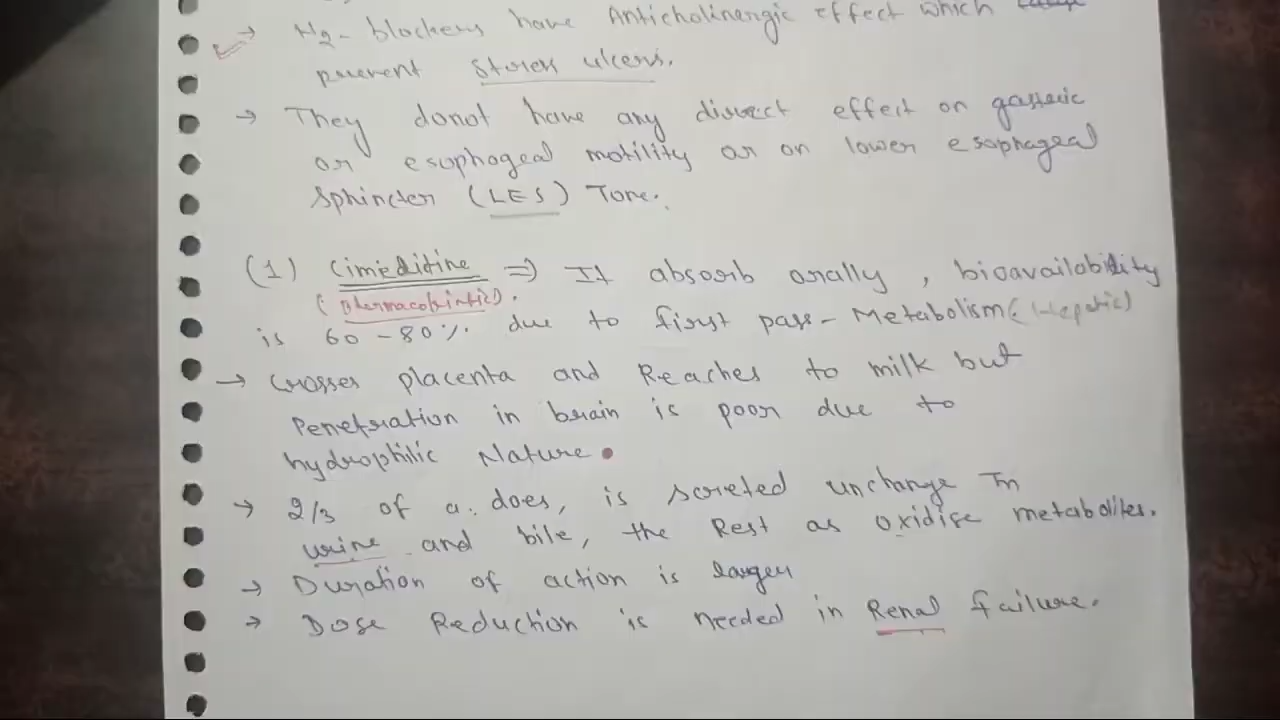 → H2 - blockers have Anticholinergic effect which
prevent stress ulcers.
→ They donot have any direct effect on gastric
or esophageal motility or on lower esophageal
Sphincter (LES) Tone.
(1) Cimeditine ⇒ It absorb orally, bioavailability
(Pharmacokinetic).
is 60 - 80% due to first pass - Metabolism (Hepatic)
→ Crosses placenta and Reaches to milk but
Penetration in brain is poor due to
hydrophilic Nature.
→ 2/3 of a. does, is screted unchange In
urine and bile, the Rest as oxidise metabolites.
→ Duration of action is larger
→ Dose Reduction is needed in Renal failure.